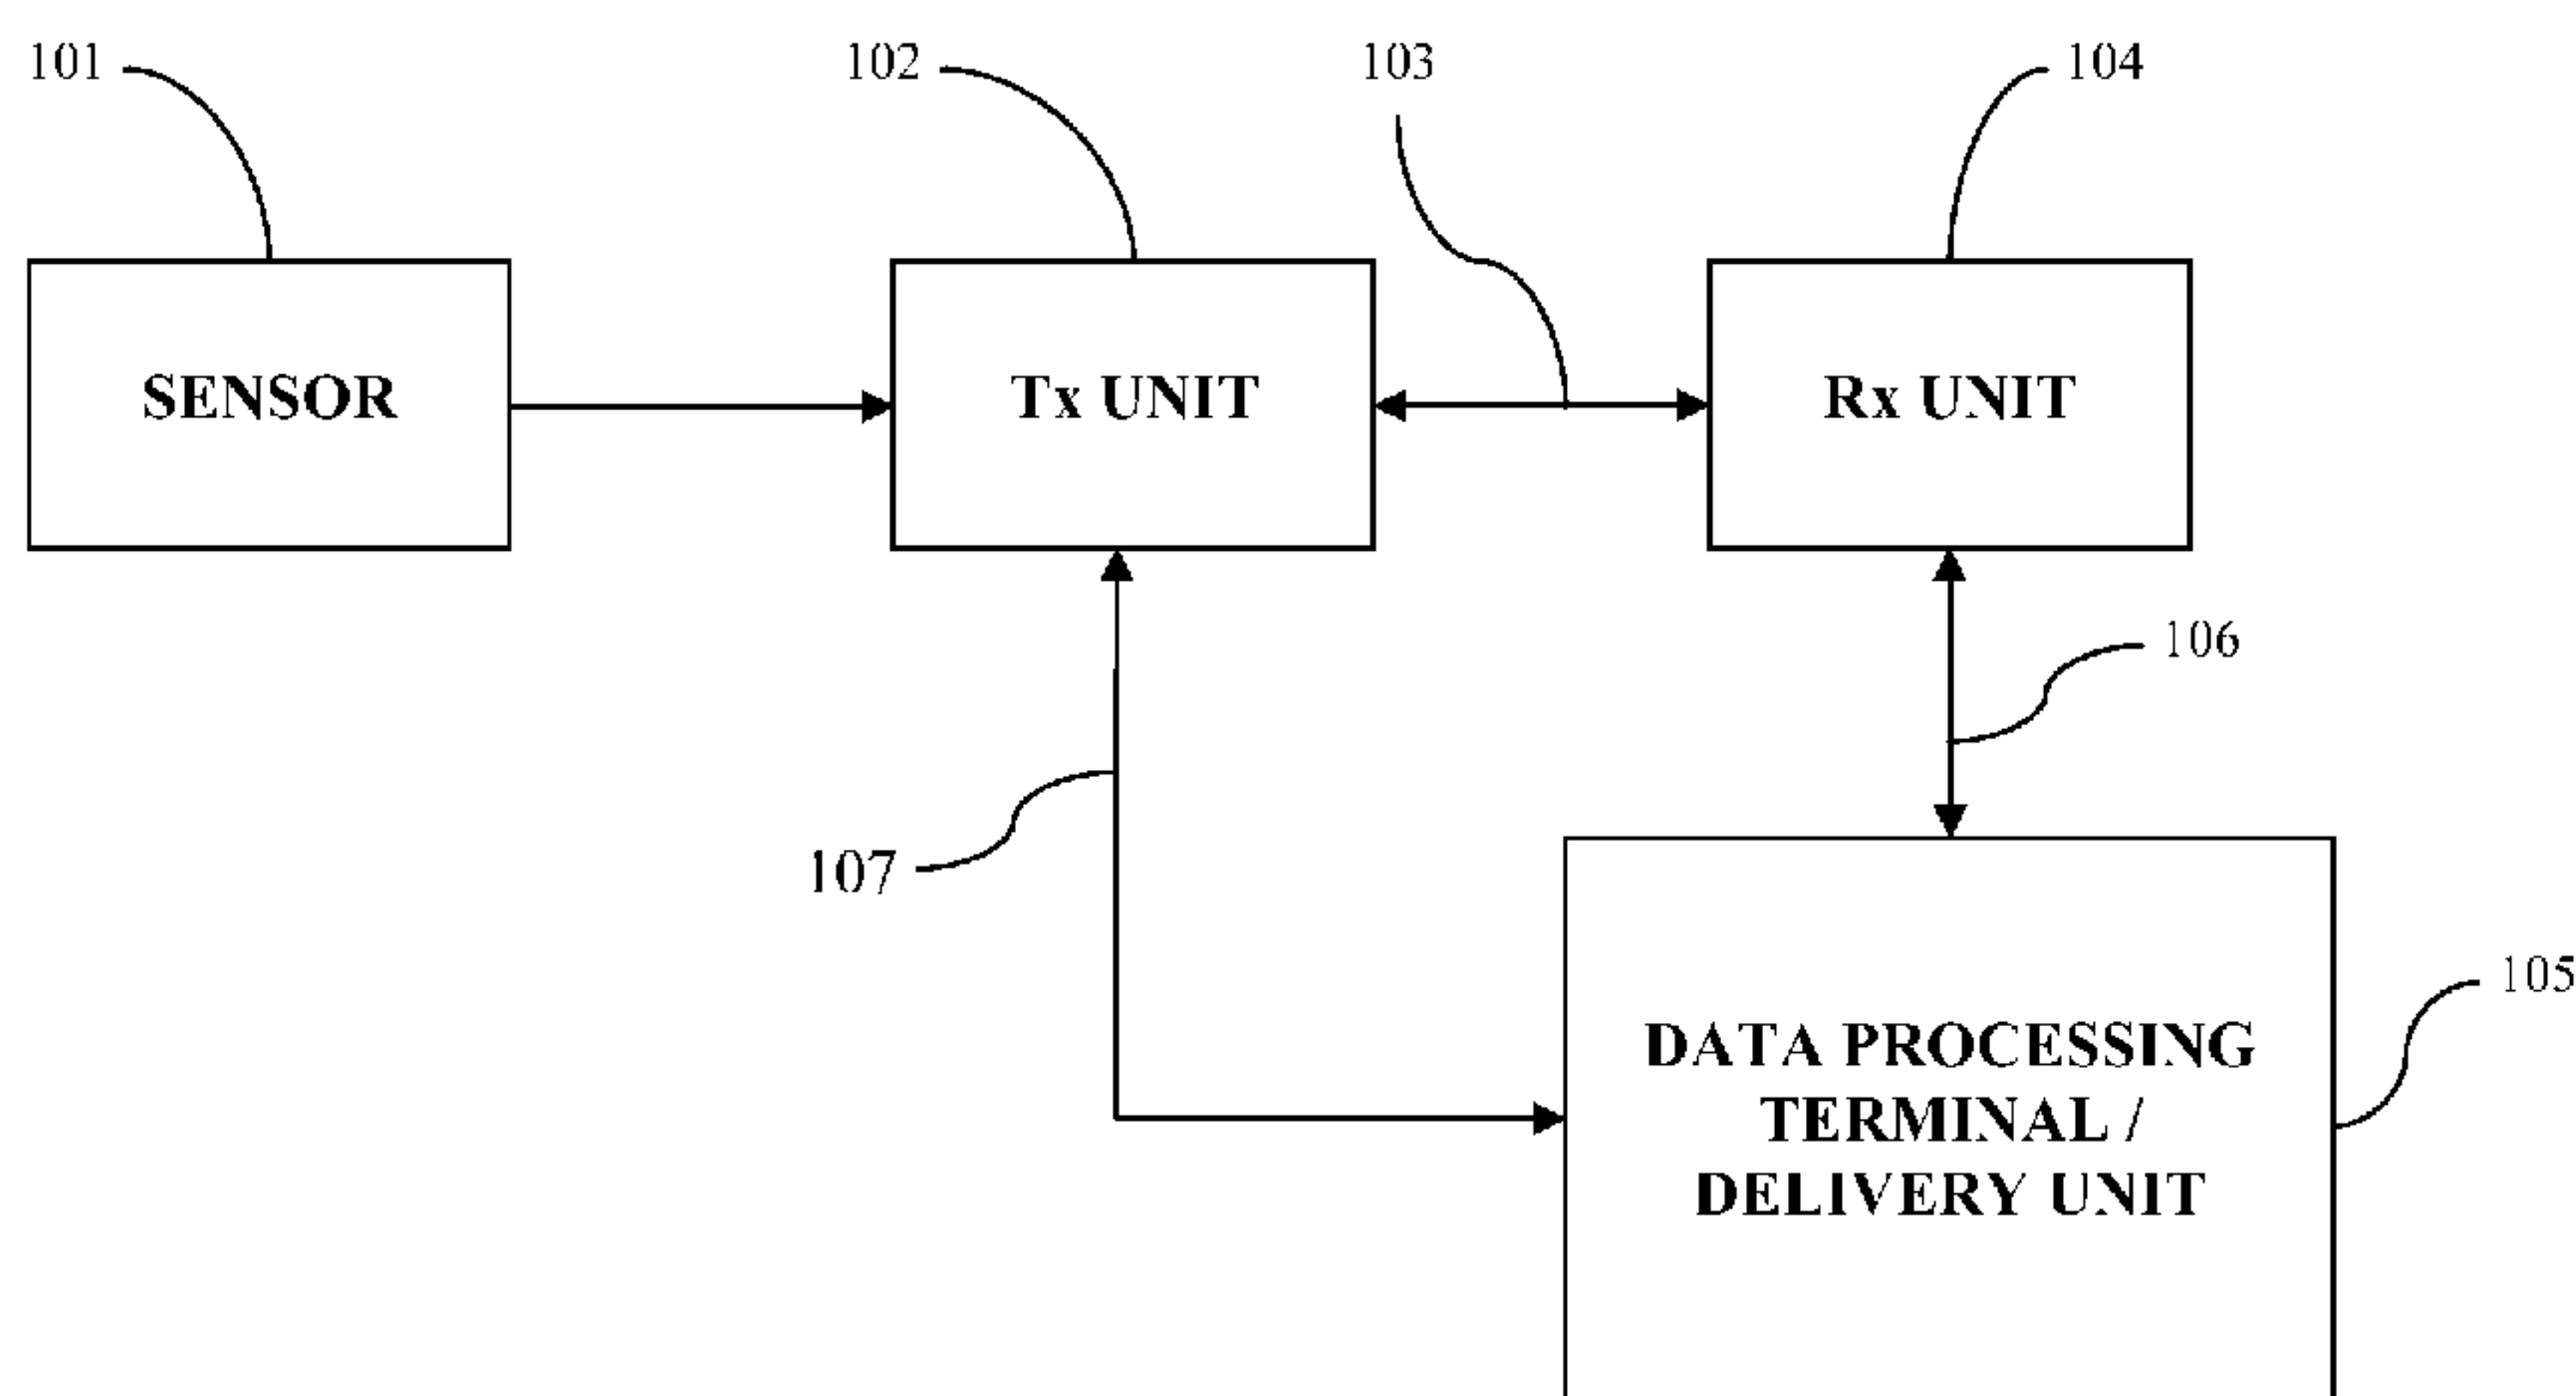 101
102
103
104
SENSOR
Tx UNIT
Rx UNIT
106
107
105
DATA PROCESSING
TERMINAL /
DELIVERY UNIT